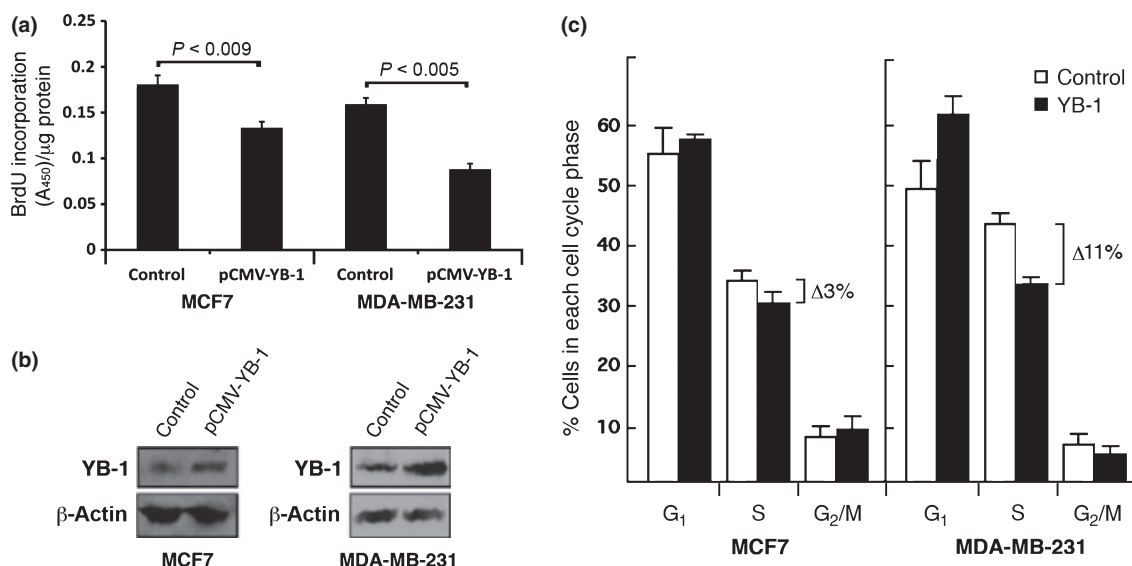 (a)
0.25
0.2
0.15
0.1
0.05
0
BrdU incorporation
(A450)/µg protein
P < 0.009
P < 0.005
Control
pCMV-YB-1
Control
pCMV-YB-1
MCF7
MDA-MB-231
(b)
Control
pCMV-YB-1
Control
pCMV-YB-1
YB-1
β-Actin
YB-1
β-Actin
MCF7
MDA-MB-231
(c)
% Cells in each cell cycle phase
60
50
40
30
20
10
Control
YB-1
Δ3%
Δ11%
G1
S
G2/M
G1
S
G2/M
MCF7
MDA-MB-231